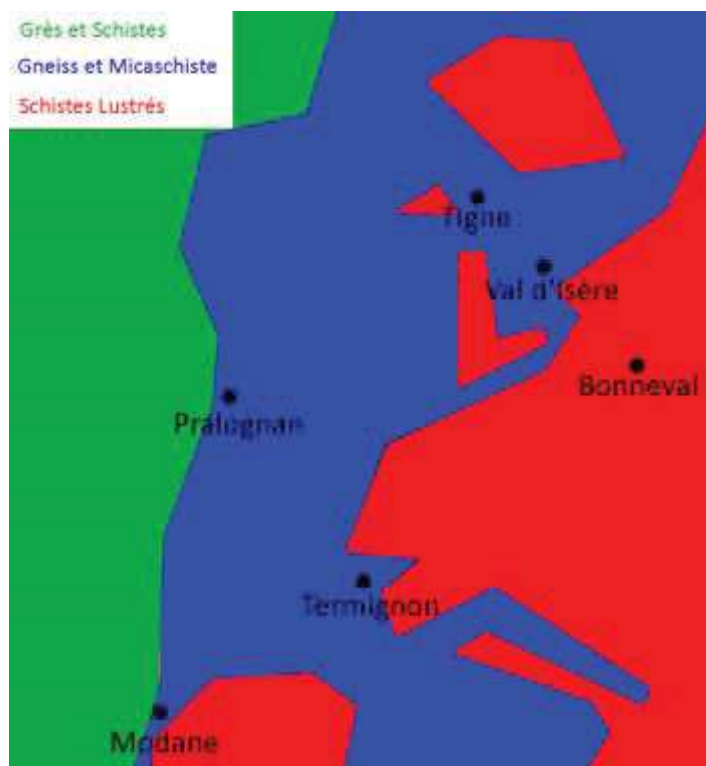 Grès et Schistes
Gneiss et Micaschiste
Schistes Lustrés
Tigne
Val d'Isère
Bonneval
Pralognan
Termignon
Modane